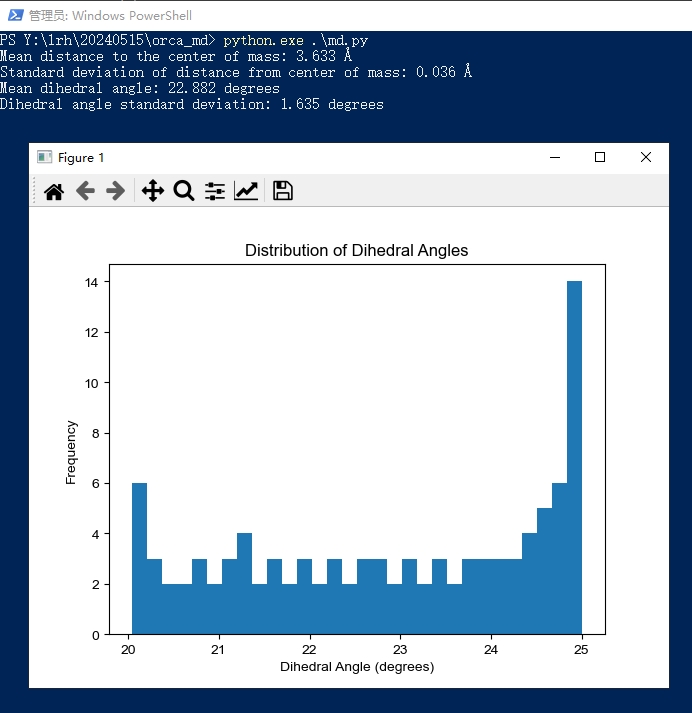 管理员: Windows PowerShell
PS Y:\lrh\20240515\orca_md> python.exe .\md.py
Mean distance to the center of mass: 3.633 Å
Standard deviation of distance from center of mass: 0.036 Å
Mean dihedral angle: 22.882 degrees
Dihedral angle standard deviation: 1.635 degrees
Figure 1
Distribution of Dihedral Angles
14
12
10
8
6
4
2
0
Frequency
20 21 22 23 24 25
Dihedral Angle (degrees)